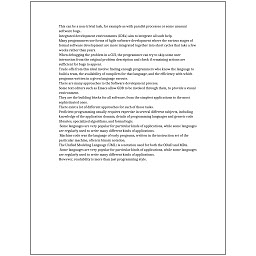 This can be a non-trivial task, for example as with parallel processes or some unusual
software bugs.
Integrated development environments (IDEs) aim to integrate all such help.
Many programmers use forms of Agile software development where the various stages of
formal software development are more integrated together into short cycles that take a few
weeks rather than years.
When debugging the problem in a GUI, the programmer can try to skip some user
interaction from the original problem description and check if remaining actions are
sufficient for bugs to appear.
Trade-offs from this ideal involve finding enough programmers who know the language to
build a team, the availability of compilers for that language, and the efficiency with which
programs written in a given language execute.
There are many approaches to the Software development process.
Some text editors such as Emacs allow GDB to be invoked through them, to provide a visual
environment.
They are the building blocks for all software, from the simplest applications to the most
sophisticated ones.
There exist a lot of different approaches for each of those tasks.
Proficient programming usually requires expertise in several different subjects, including
knowledge of the application domain, details of programming languages and generic code
libraries, specialized algorithms, and formal logic.
Some languages are very popular for particular kinds of applications, while some languages
are regularly used to write many different kinds of applications.
Machine code was the language of early programs, written in the instruction set of the
particular machine, often in binary notation.
The Unified Modeling Language (UML) is a notation used for both the OOAD and MDA.
Some languages are very popular for particular kinds of applications, while some languages
are regularly used to write many different kinds of applications.
However, readability is more than just programming style.